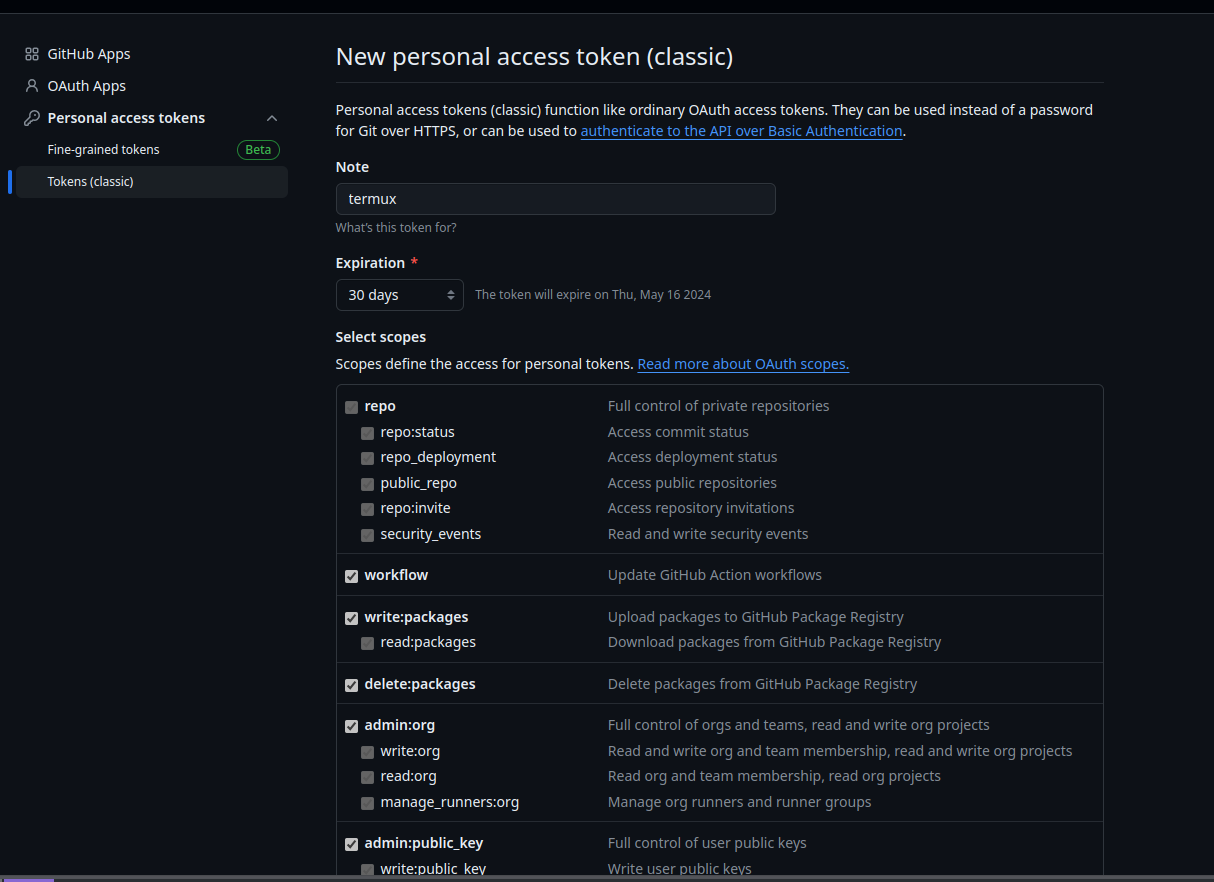 GitHub Apps
OAuth Apps
Personal access tokens
Fine-grained tokens Beta
Tokens (classic)
New personal access token (classic)
Personal access tokens (classic) function like ordinary OAuth access tokens. They can be used instead of a password
for Git over HTTPS, or can be used to authenticate to the API over Basic Authentication.
Note
termux
What's this token for?
Expiration *
30 days The token will expire on Thu, May 16 2024
Select scopes
Scopes define the access for personal tokens. Read more about OAuth scopes.
repo Full control of private repositories
repo:status Access commit status
repo_deployment Access deployment status
public_repo Access public repositories
repo:invite Access repository invitations
security_events Read and write security events
workflow Update GitHub Action workflows
write:packages Upload packages to GitHub Package Registry
read:packages Download packages from GitHub Package Registry
delete:packages Delete packages from GitHub Package Registry
admin:org Full control of orgs and teams, read and write org projects
write:org Read and write org and team membership, read and write org projects
read:org Read org and team membership, read org projects
manage_runners:org Manage org runners and runner groups
admin:public_key Full control of user public keys
write:public_key Write user public keys